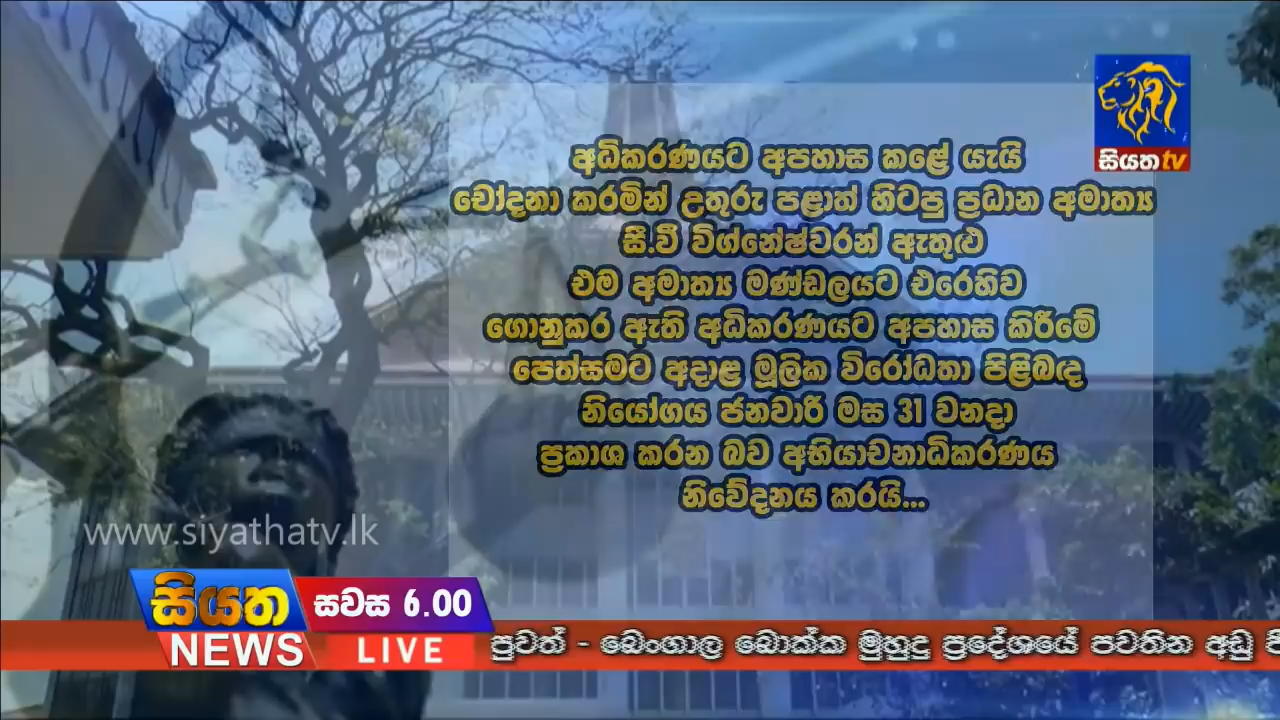 සියත tv
අධිකරණයට අපහාස කළේ යැයි
චෝදනා කරමින් උතුරු පළාත් හිටපු ප්‍රධාන අමාත්‍ය
සී.වී විග්නේෂ්වරන් ඇතුළු
එම අමාත්‍ය මණ්ඩලයට එරෙහිව
ගොනුකර ඇති අධිකරණයට අපහාස කිරීමේ
පෙත්සමට අදාළ මූලික විරෝධතා පිළිබඳ
නියෝගය ජනවාරි මස 31 වනදා
ප්‍රකාශ කරන බව අභියාචනාධිකරණය
නිවේදනය කරයි...
www.siyathatv.lk
සියත සවස 6.00
NEWS LIVE
පුවත් - බෙංගාල බොක්ක මුහුදු ප්‍රදේශයේ පවතින අඩු